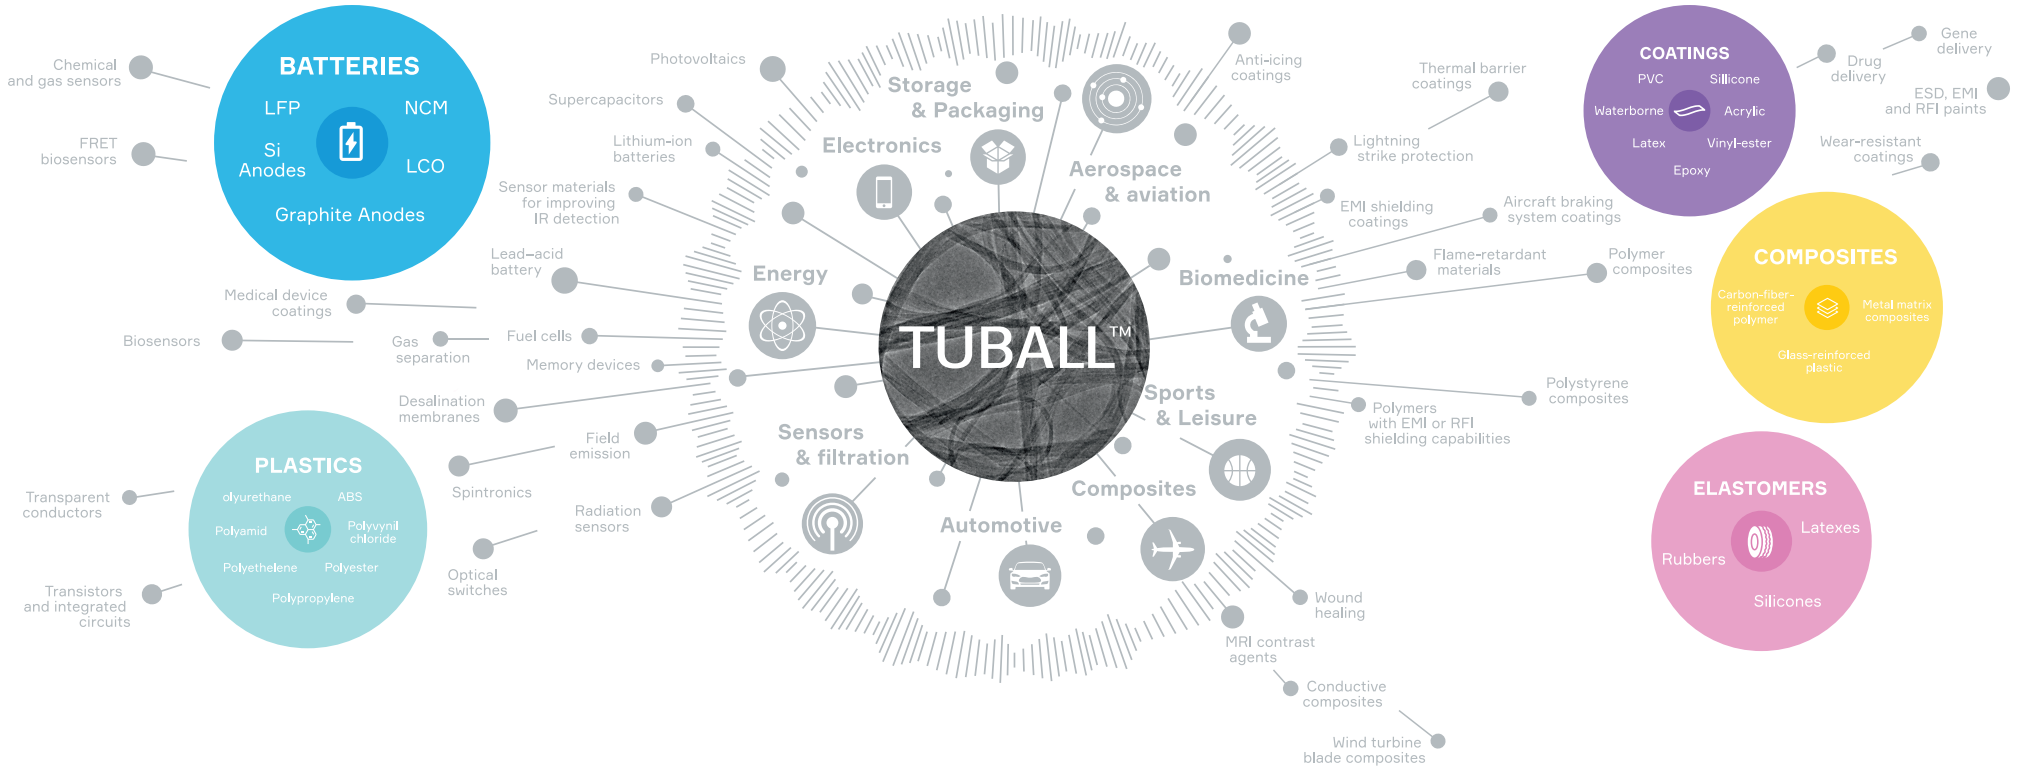 BATTERIES
LFP
NCM
Si
Anodes
LCO
Graphite Anodes
Chemical
and gas sensors
FRET
biosensors
Medical device
coatings
Biosensors
Gas
separation
PLASTICS
olyurethane
ABS
Polyamid
Polyvynil
chloride
Polyethelene
Polyester
Polypropylene
Transparent
conductors
Transistors
and integrated
circuits
Photovoltaics
Supercapacitors
Lithium-ion
batteries
Sensor materials
for improving
IR detection
Lead–acid
battery
Fuel cells
Memory devices
Desalination
membranes
Field
emission
Spintronics
Radiation
sensors
Optical
switches
Storage
& Packaging
Electronics
Aerospace
& aviation
Energy
Biomedicine
TUBALL™
Sports
& Leisure
Sensors
& filtration
Composites
Automotive
Anti-icing
coatings
Thermal barrier
coatings
Lightning
strike protection
EMI shielding
coatings
Aircraft braking
system coatings
Flame-retardant
materials
Polymer
composites
Polystyrene
composites
Polymers
with EMI or RFI
shielding capabilities
Wound
healing
MRI contrast
agents
Conductive
composites
Wind turbine
blade composites
COATINGS
PVC
Sillicone
Waterborne
Acrylic
Latex
Vinyl-ester
Epoxy
Drug
delivery
Gene
delivery
ESD, EMI
and RFI paints
Wear-resistant
coatings
COMPOSITES
Carbon-fiber-
reinforced
polymer
Metal matrix
composites
Glass-reinforced
plastic
ELASTOMERS
Latexes
Rubbers
Silicones